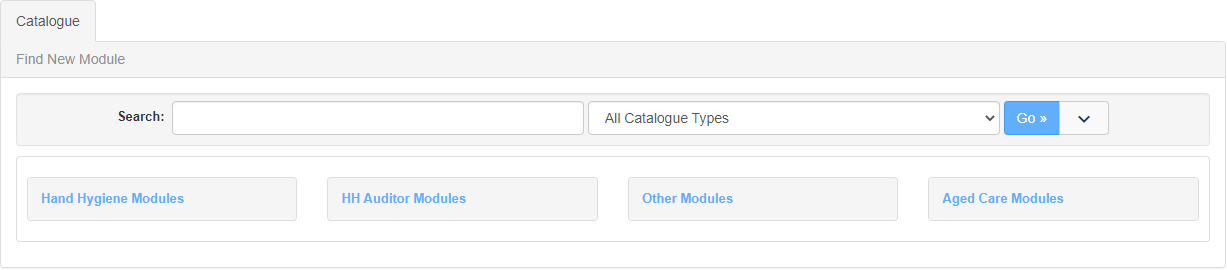 Catalogue
Find New Module
Search: All Catalogue Types Go »
Hand Hygiene Modules HH Auditor Modules Other Modules Aged Care Modules